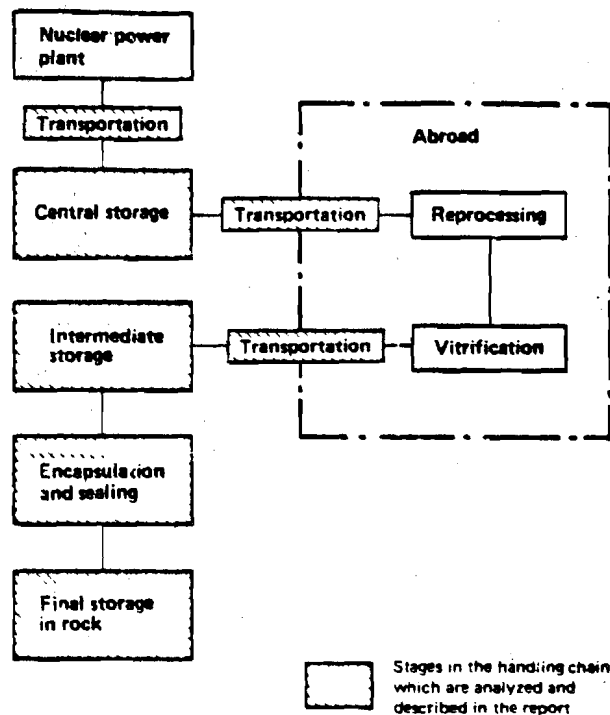 Nuclear power
plant
Transportation
Abroad
Central storage
Transportation
Reprocessing
Intermediate
storage
Transportation
Vitrification
Encapsulation
and sealing
Final storage
in rock
Stages in the handling chain
which are analyzed and
described in the report